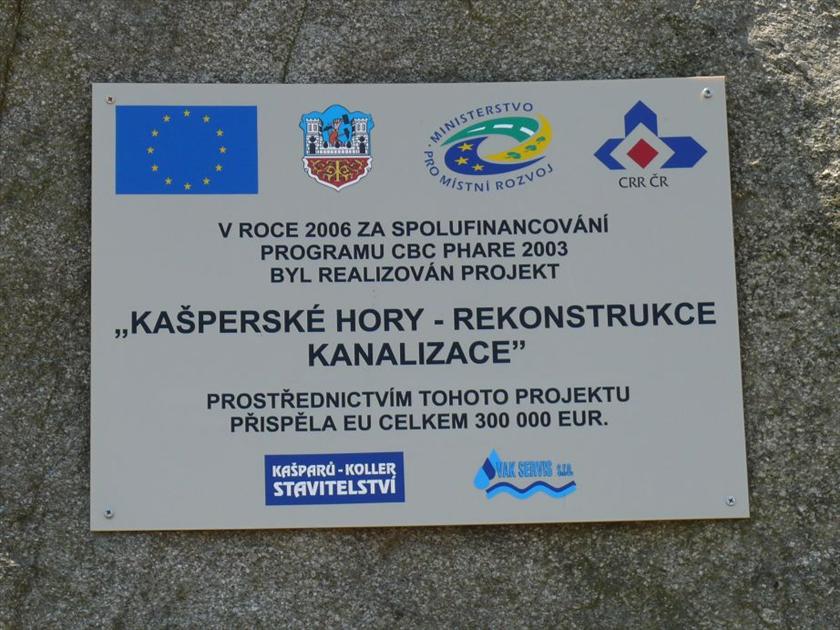 MINISTERSTVO
PRO MÍSTNÍ ROZVOJ
CRR ČR
V ROCE 2006 ZA SPOLUFINANCOVÁNÍ
PROGRAMU CBC PHARE 2003
BYL REALIZOVÁN PROJEKT
„KAŠPERSKÉ HORY - REKONSTRUKCE
KANALIZACE”
PROSTŘEDNICTVÍM TOHOTO PROJEKTU
PŘISPĚLA EU CELKEM 300 000 EUR.
KAŠPARŮ - KOLLER
STAVITELSTVÍ
VAK SERVIS s.r.o.